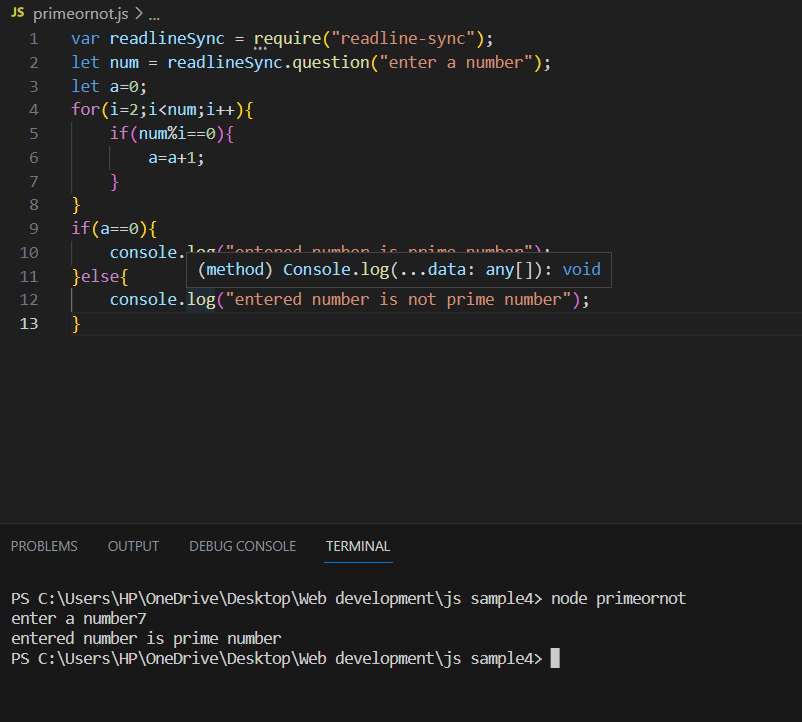 JS primeornot.js > ...
1 var readlineSync = require("readline-sync");
2 let num = readlineSync.question("enter a number");
3 let a=0;
4 for(i=2;i<num;i++){
5 if(num%i==0){
6 a=a+1;
7 }
8 }
9 if(a==0){
10 console.log("entered number is prime number");
(method) Console.log(...data: any[]): void
11 }else{
12 console.log("entered number is not prime number");
13 }
PROBLEMS OUTPUT DEBUG CONSOLE TERMINAL
PS C:\Users\HP\OneDrive\Desktop\Web development\js sample4> node primeornot
enter a number7
entered number is prime number
PS C:\Users\HP\OneDrive\Desktop\Web development\js sample4>